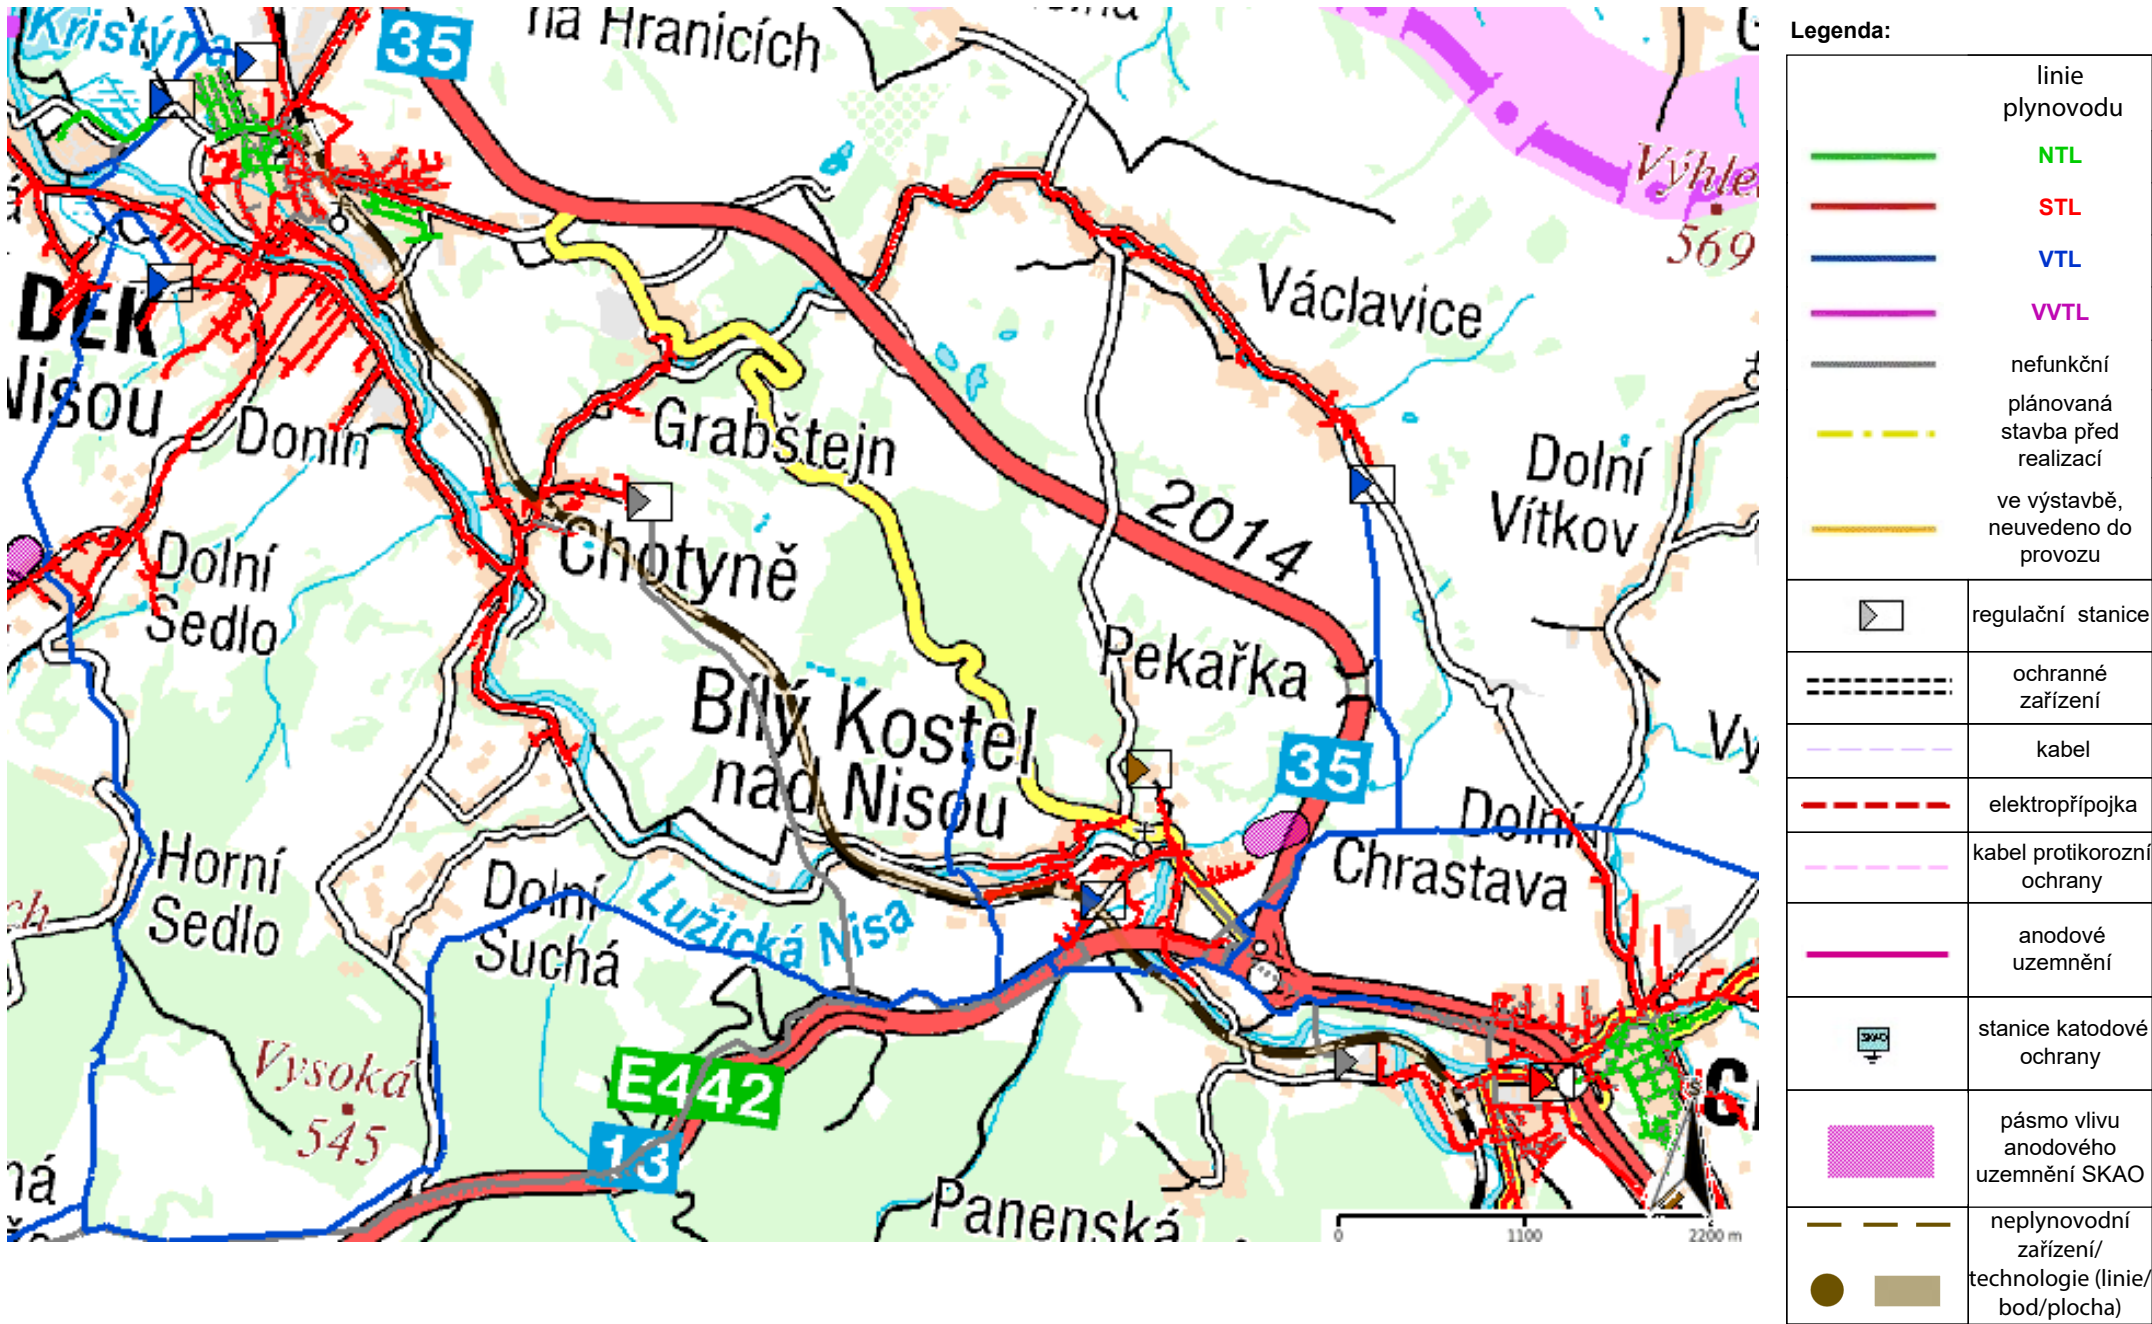 Kristýna
35
na Hranicích
Výhle
569
Václavice
DEK
Nisou
Donín
Grabštejn
Dolní
Vítkov
2014
Chotyně
Dolní
Sedlo
Pekařka
Bílý Kostel
nad Nisou
35
Vy
Dolní
Chrastava
Horní
Sedlo
ch
Dolní
Suchá
Lužická Nisa
Vysoká
545
E442
13
ná
Panenská
0
1100
2200 m
Legenda:
linie
plynovodu
NTL
STL
VTL
VVTL
nefunkční
plánovaná
stavba před
realizací
ve výstavbě,
neuvedeno do
provozu
regulační stanice
ochranné
zařízení
kabel
elektropřípojka
kabel protikorozní
ochrany
anodové
uzemnění
SKAO
stanice katodové
ochrany
pásmo vlivu
anodového
uzemnění SKAO
neplynovodní
zařízení/
technologie (linie/
bod/plocha)